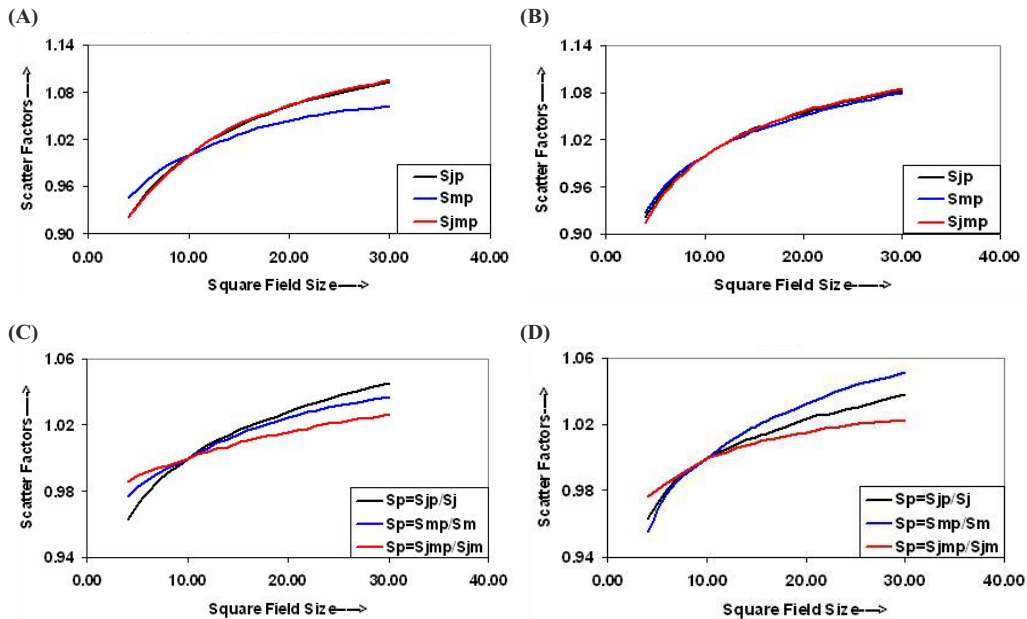 (A)
1.14
1.08
1.02
0.96
0.90
0.00 10.00 20.00 30.00 40.00
Scatter Factors---->
Square Field Size---->
Sjp
Smp
Sjmp
(B)
1.14
1.08
1.02
0.96
0.90
0.00 10.00 20.00 30.00 40.00
Scatter Factors---->
Square Field Size---->
Sjp
Smp
Sjmp
(C)
1.06
1.02
0.98
0.94
0.00 10.00 20.00 30.00 40.00
Scatter Factors---->
Square Field Size---->
Sp=Sjp/Sj
Sp=Smp/Sm
Sp=Sjmp/Sjm
(D)
1.06
1.02
0.98
0.94
0.00 10.00 20.00 30.00 40.00
Scatter Factors---->
Square Field Size---->
Sp=Sjp/Sj
Sp=Smp/Sm
Sp=Sjmp/Sjm